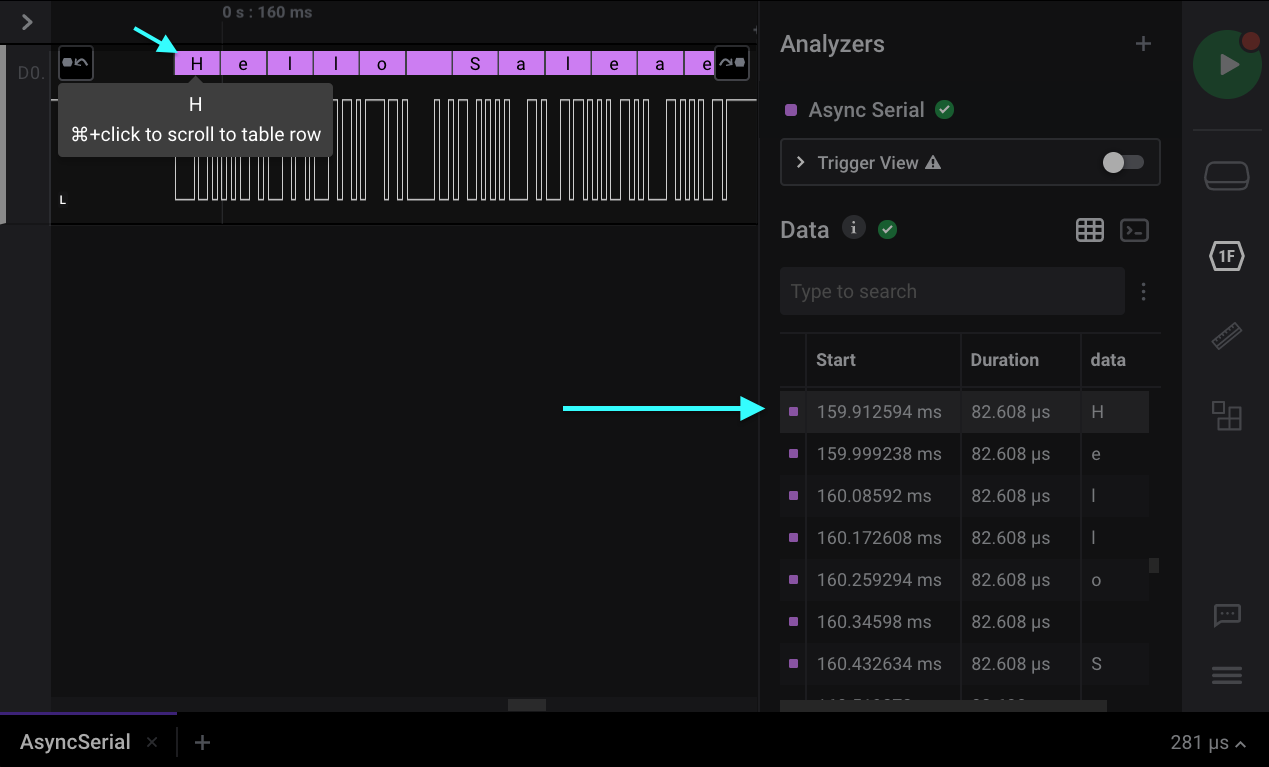 0 s : 160 ms
D0.
H e l l o S a l e a e
H
⌘+click to scroll to table row
L
Analyzers
Async Serial
Trigger View
Data
Type to search
1F
Start Duration data
159.912594 ms 82.608 μs H
159.999238 ms 82.608 μs e
160.08592 ms 82.608 μs l
160.172608 ms 82.608 μs l
160.259294 ms 82.608 μs o
160.34598 ms 82.608 μs
160.432634 ms 82.608 μs S
AsyncSerial
281 μs